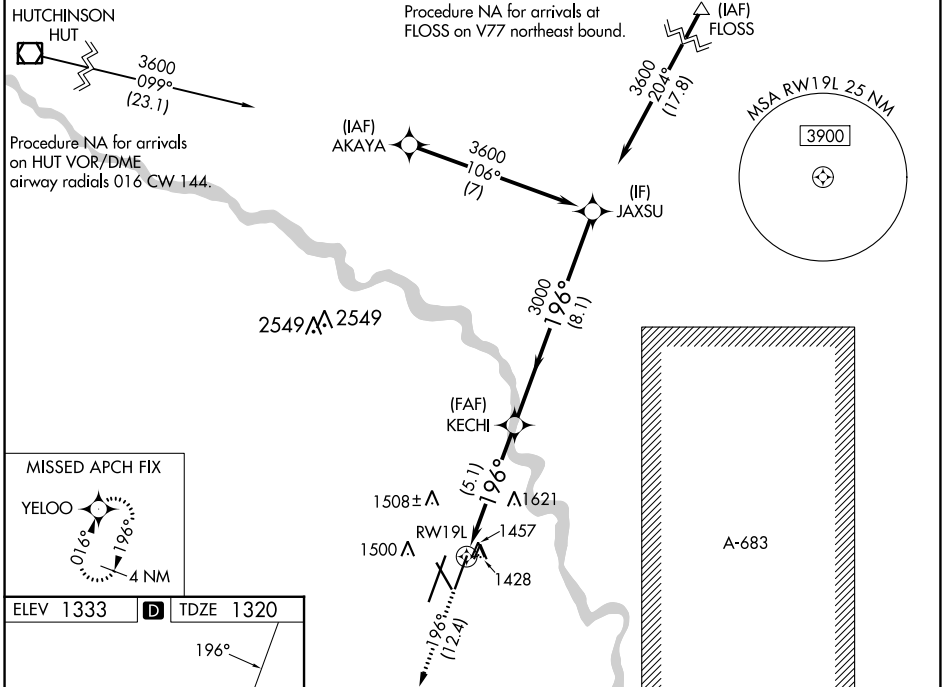 HUTCHINSON
HUT
3600
099°
(23.1)
Procedure NA for arrivals at
FLOSS on V77 northeast bound.
(IAF)
FLOSS
3600
204°
(17.8)
MSA RW19L 25 NM
3900
Procedure NA for arrivals
on HUT VOR/DME
airway radials 016 CW 144.
(IAF)
AKAYA
3600
106°
(7)
(IF)
JAXSU
3000
196°
(8.1)
2549
2549
(FAF)
KECHI
(5.1)
196°
1508±
1621
RW19L
1457
1500
1428
196°
(12.4)
A-683
MISSED APCH FIX
YELOO
016°
196°
4 NM
ELEV 1333
D
TDZE 1320
196°